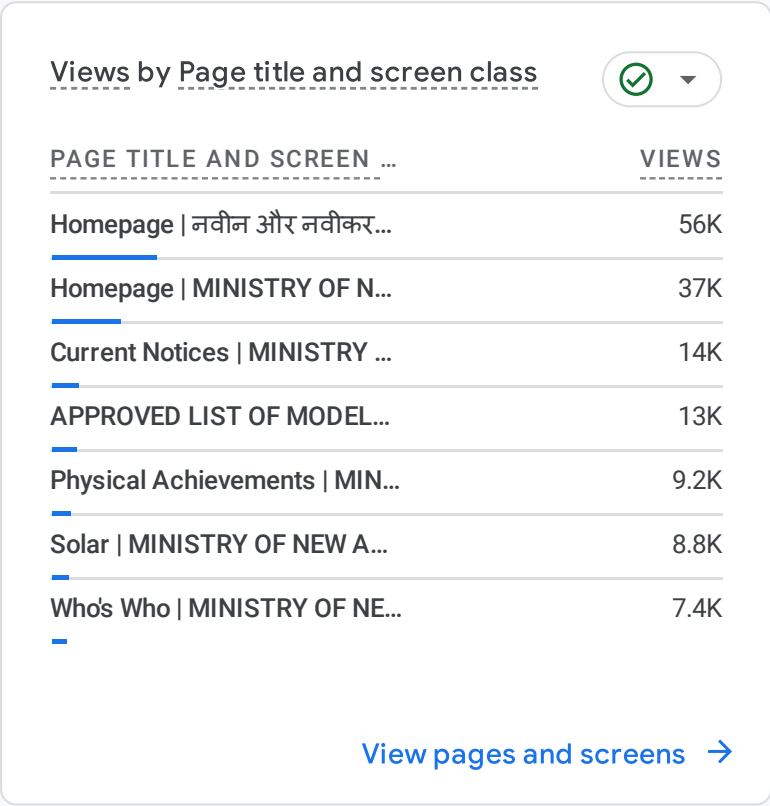 Views by Page title and screen class
PAGE TITLE AND SCREEN … VIEWS
Homepage | नवीन और नवीकर… 56K
Homepage | MINISTRY OF N… 37K
Current Notices | MINISTRY … 14K
APPROVED LIST OF MODEL… 13K
Physical Achievements | MIN… 9.2K
Solar | MINISTRY OF NEW A… 8.8K
Who's Who | MINISTRY OF NE… 7.4K
View pages and screens